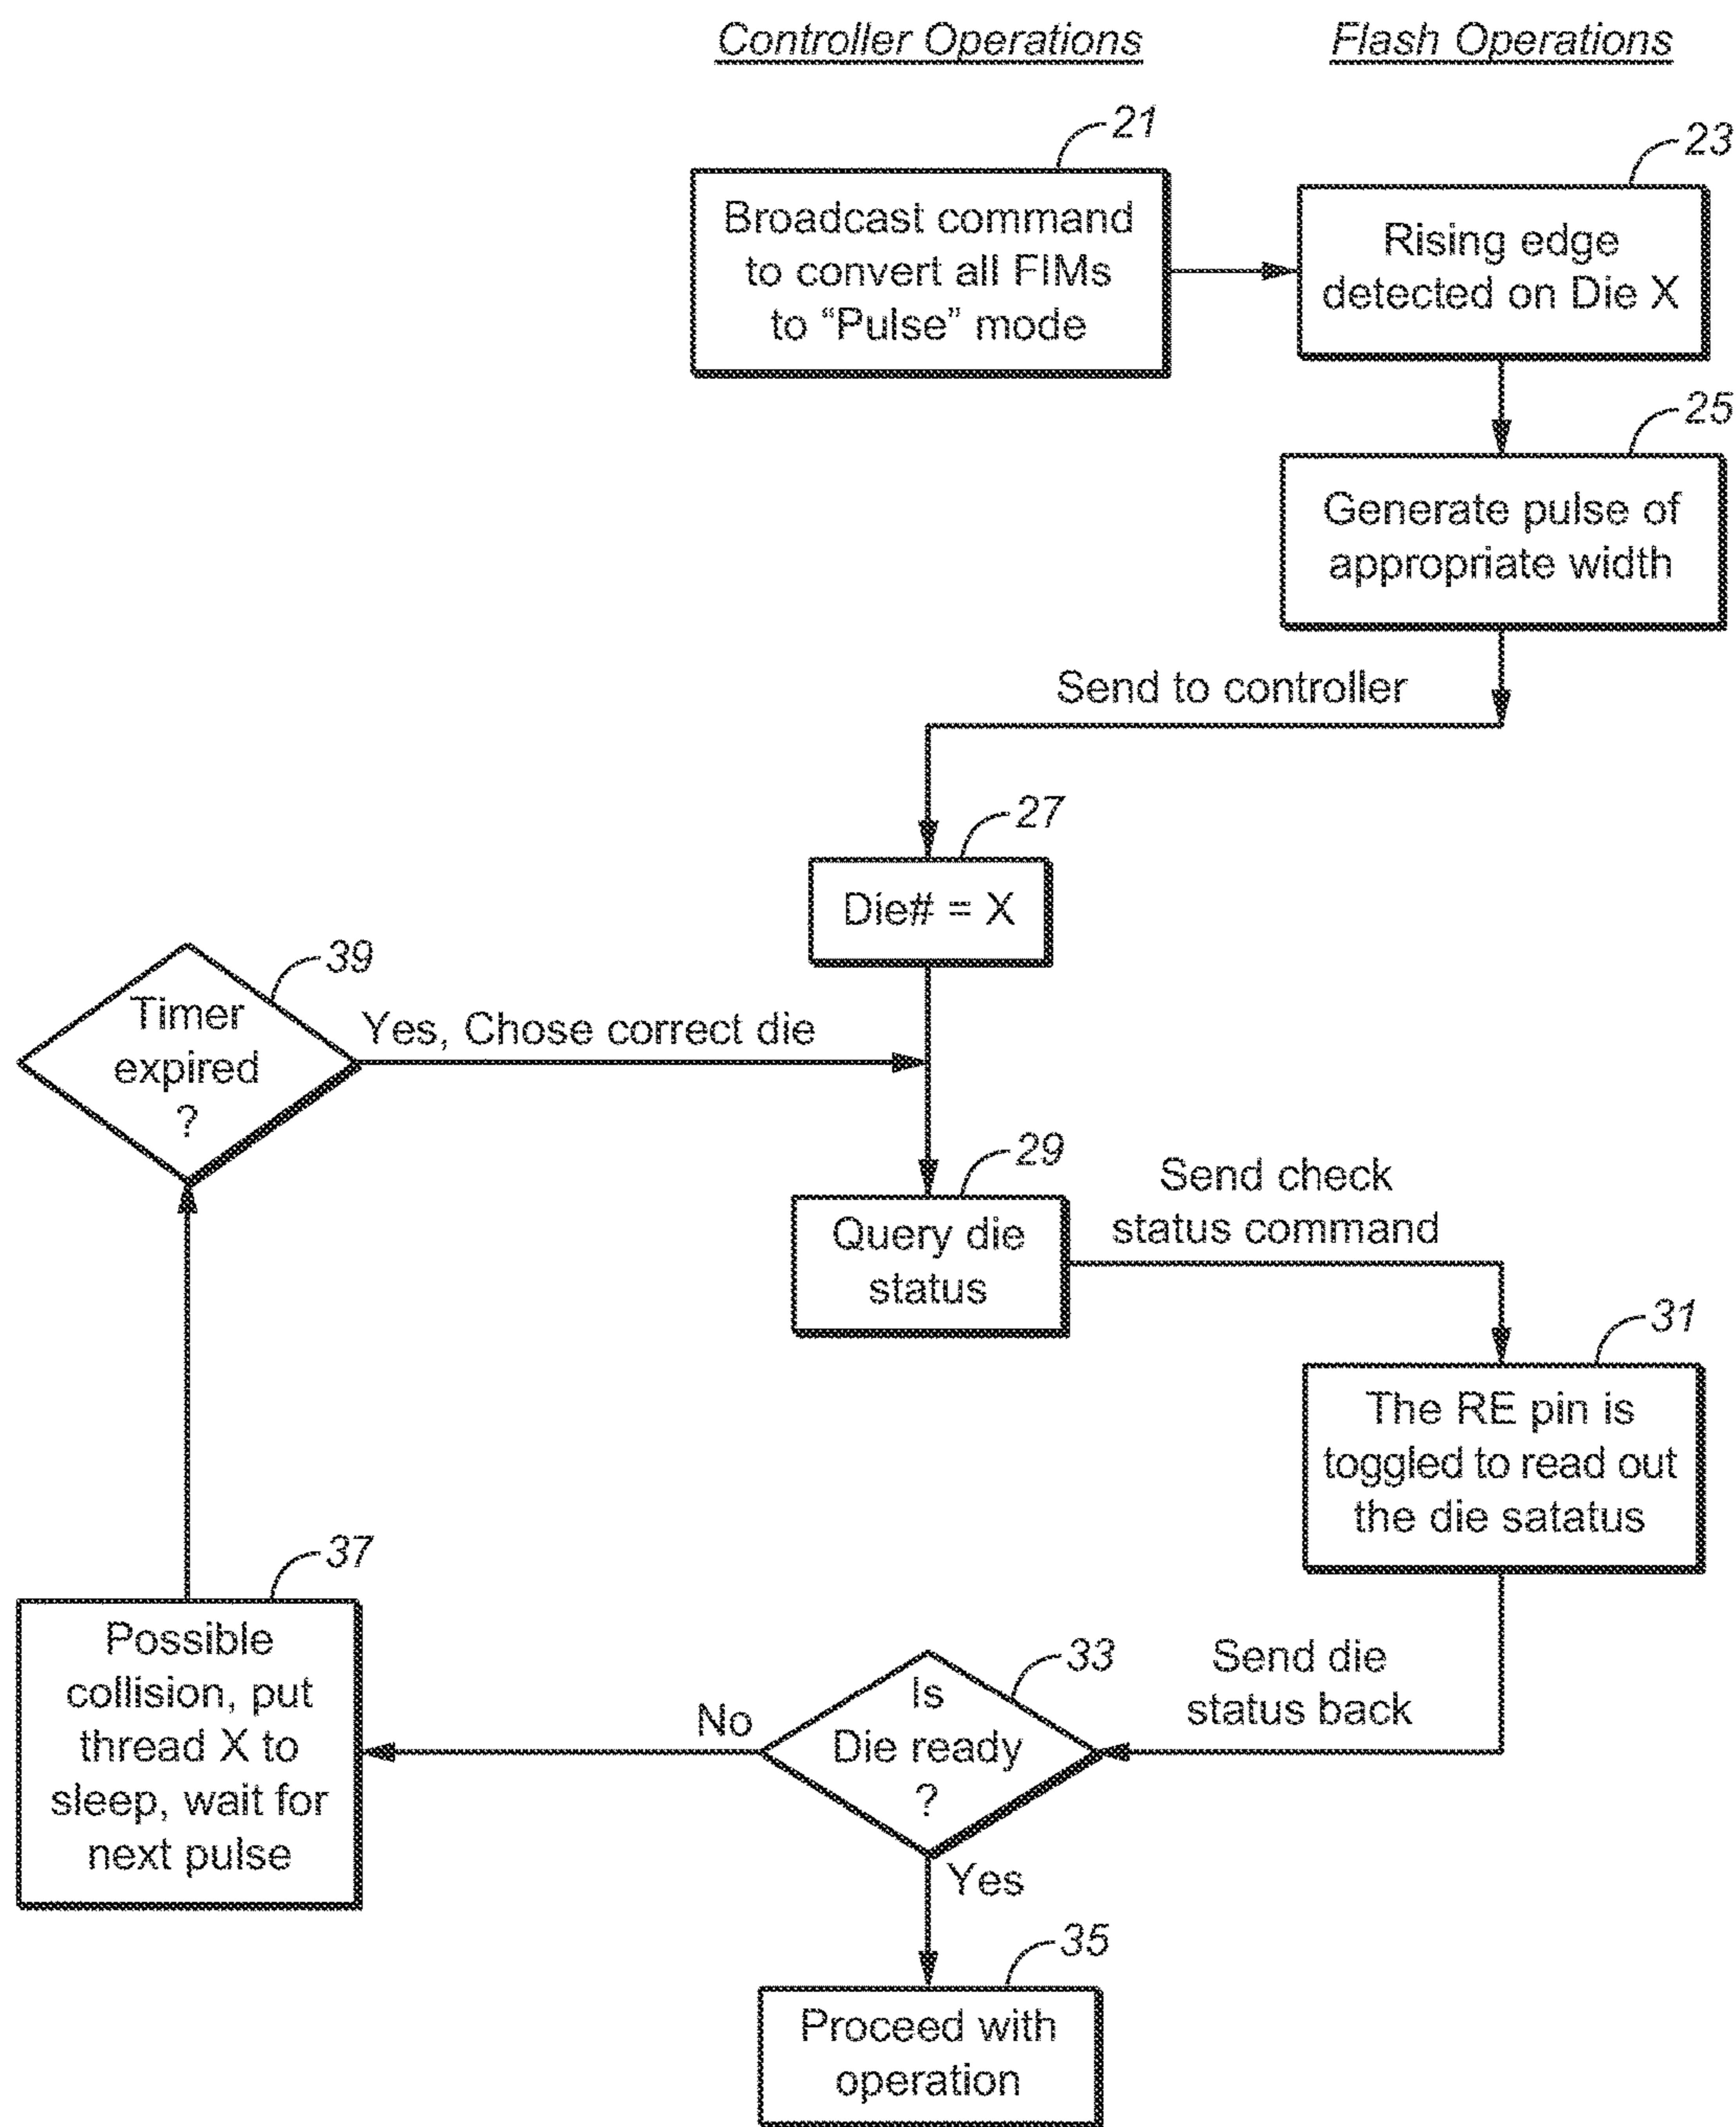 Controller Operations
Flash Operations
21
Broadcast command
to convert all FIMs
to “Pulse” mode
23
Rising edge
detected on Die X
25
Generate pulse of
appropriate width
Send to controller
27
Die# = X
39
Timer
expired
?
Yes, Chose correct die
29
Query die
status
Send check
status command
31
The RE pin is
toggled to read out
the die satatus
Send die
status back
33
Is
Die ready
?
No
Yes
37
Possible
collision, put
thread X to
sleep, wait for
next pulse
35
Proceed with
operation